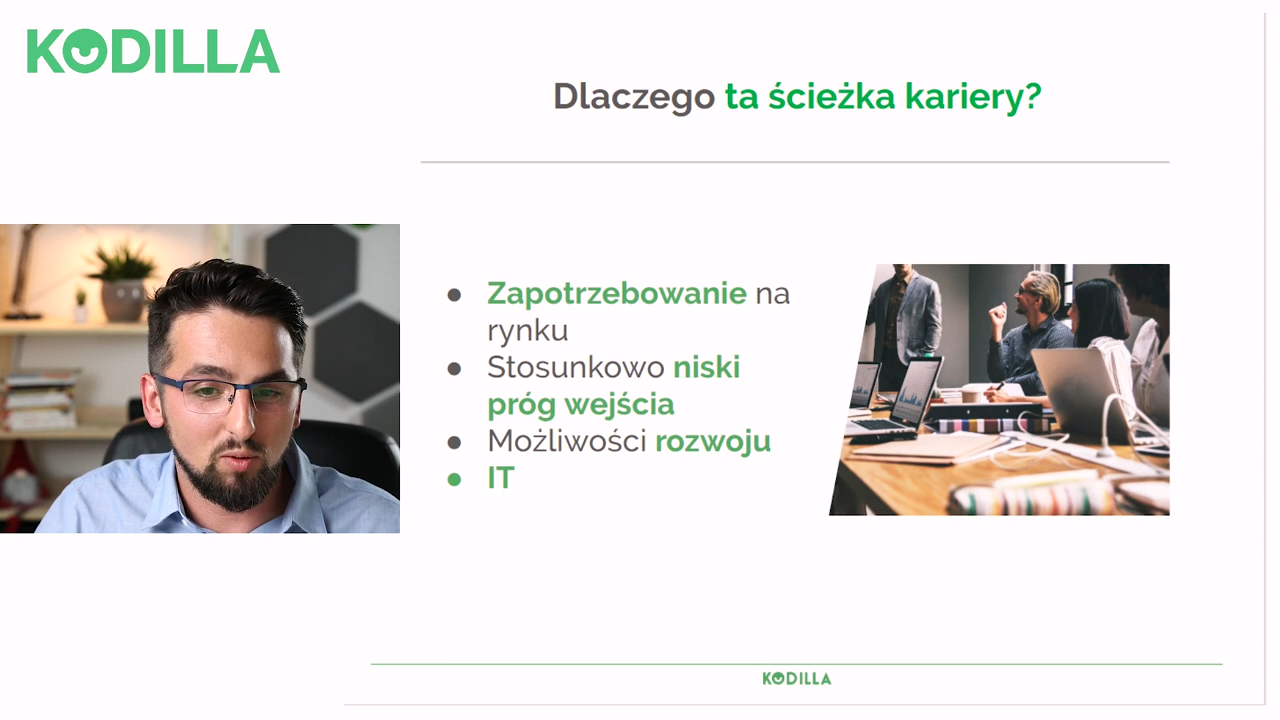 KODILLA
Dlaczego ta ścieżka kariery?
● Zapotrzebowanie na
rynku
● Stosunkowo niski
próg wejścia
● Możliwości rozwoju
● IT
KODILLA